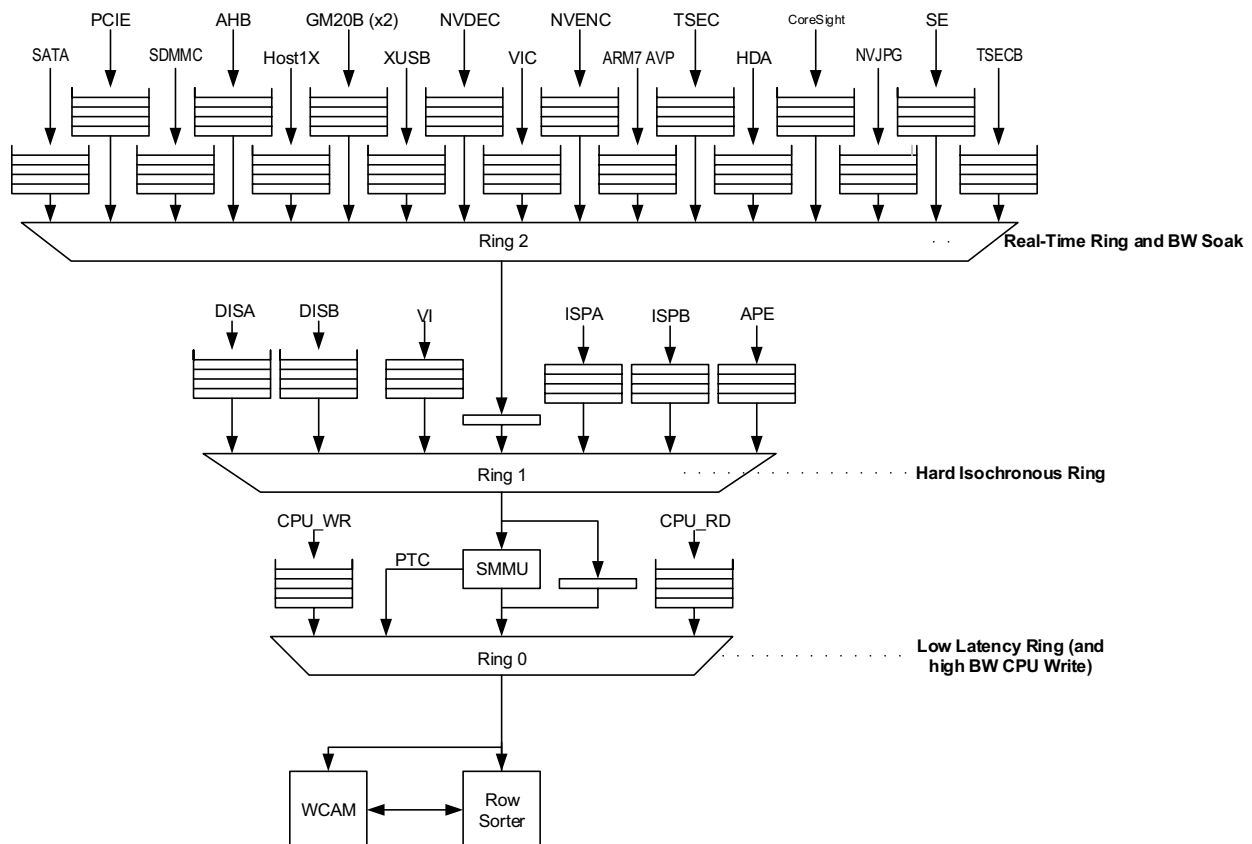 PCIE
AHB
GM20B (x2)
NVDEC
NVENC
TSEC
CoreSight
SE
SATA
SDMMC
Host1X
XUSB
VIC
ARM7 AVP
HDA
NVJPG
TSECB
Ring 2
Real-Time Ring and BW Soak
DISA
DISB
VI
ISPA
ISPB
APE
Ring 1
Hard Isochronous Ring
CPU_WR
CPU_RD
PTC
SMMU
Ring 0
Low Latency Ring (and
high BW CPU Write)
WCAM
Row
Sorter